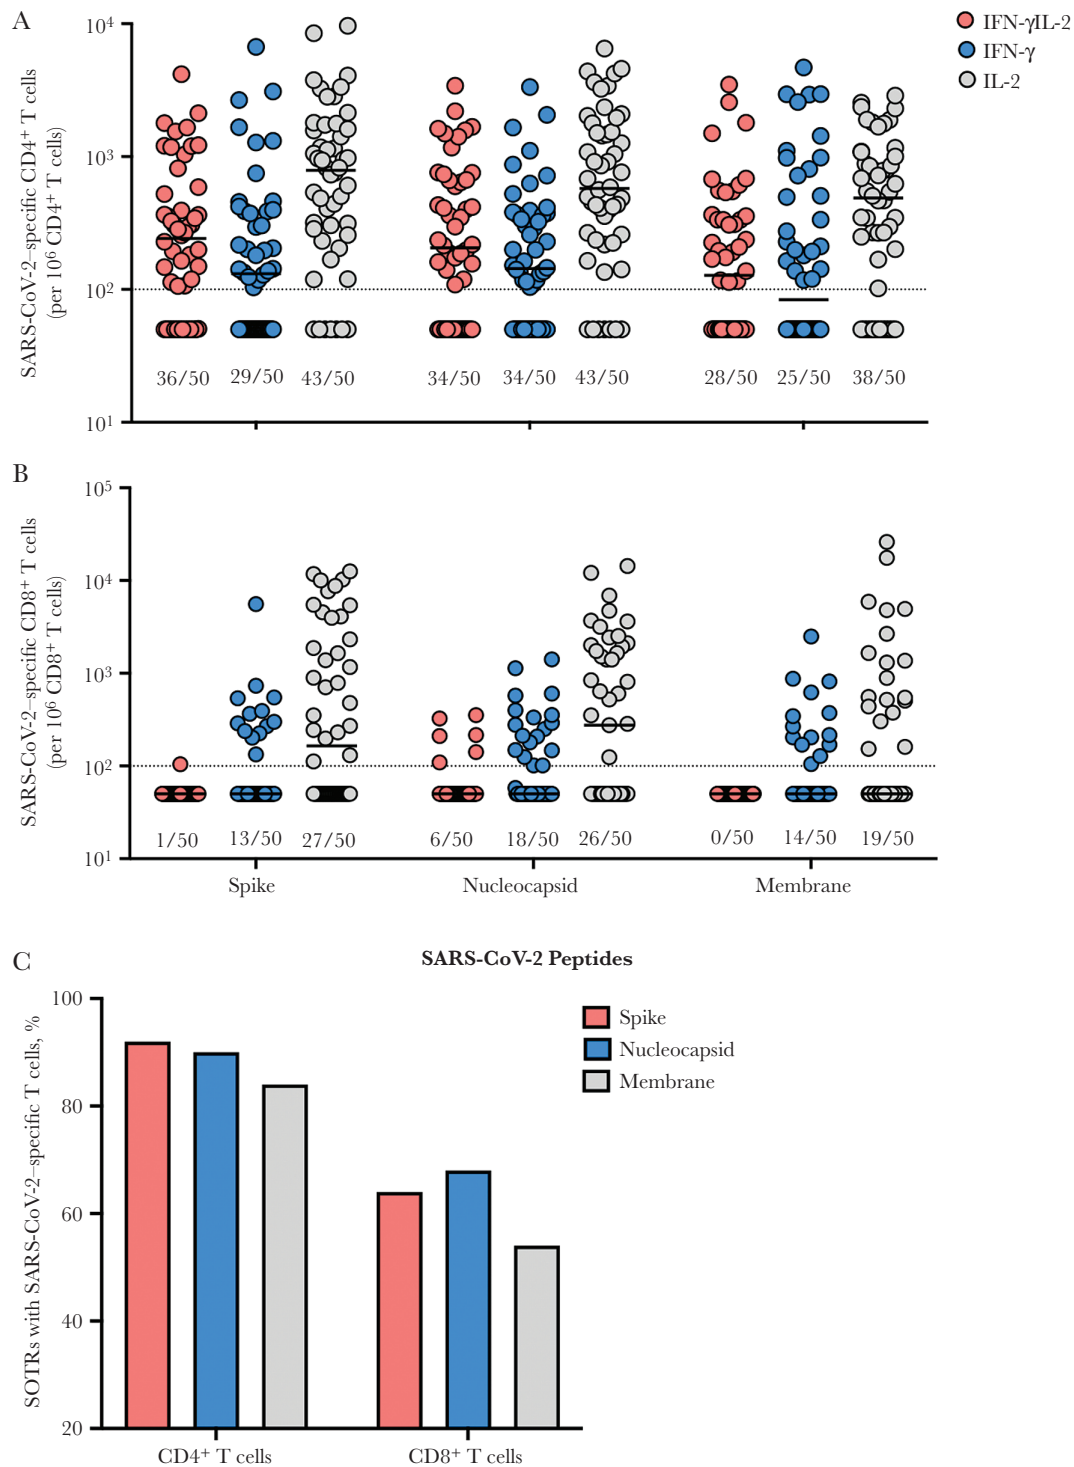 A
SARS-CoV-2–specific CD4⁺ T cells
(per 10⁶ CD4⁺ T cells)
10⁴
10³
10²
10¹
IFN-γIL-2
IFN-γ
IL-2
36/50 29/50 43/50 34/50 34/50 43/50 28/50 25/50 38/50
B
SARS-CoV-2–specific CD8⁺ T cells
(per 10⁶ CD8⁺ T cells)
10⁵
10⁴
10³
10²
10¹
1/50 13/50 27/50 6/50 18/50 26/50 0/50 14/50 19/50
Spike Nucleocapsid Membrane
SARS-CoV-2 Peptides
C
SOTRs with SARS-CoV-2–specific T cells, %
100
80
60
40
20
Spike
Nucleocapsid
Membrane
CD4⁺ T cells CD8⁺ T cells